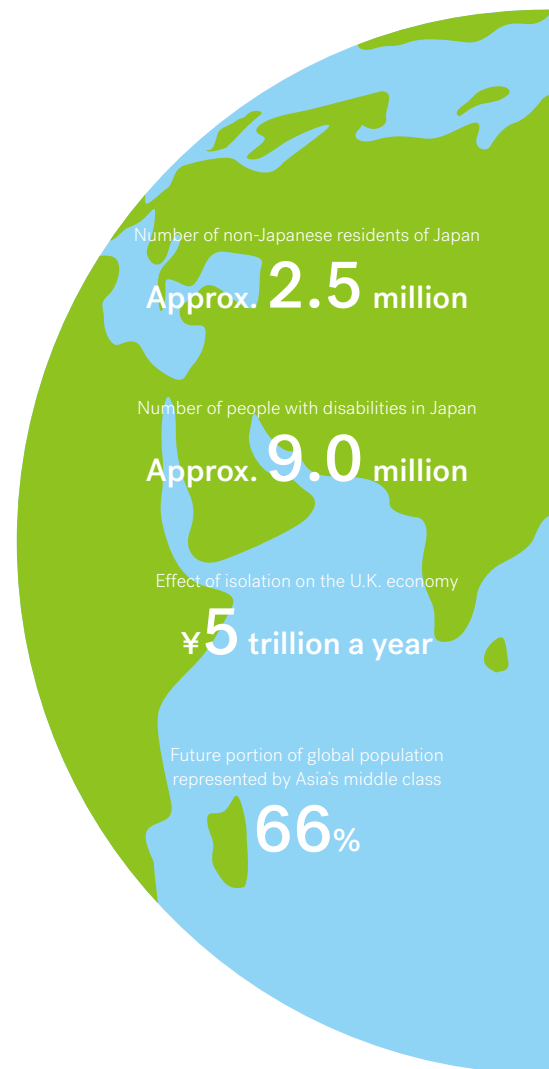 Number of non-Japanese residents of Japan
Approx. 2.5 million
Number of people with disabilities in Japan
Approx. 9.0 million
Effect of isolation on the U.K. economy
¥5 trillion a year
Future portion of global population
represented by Asia's middle class
66%